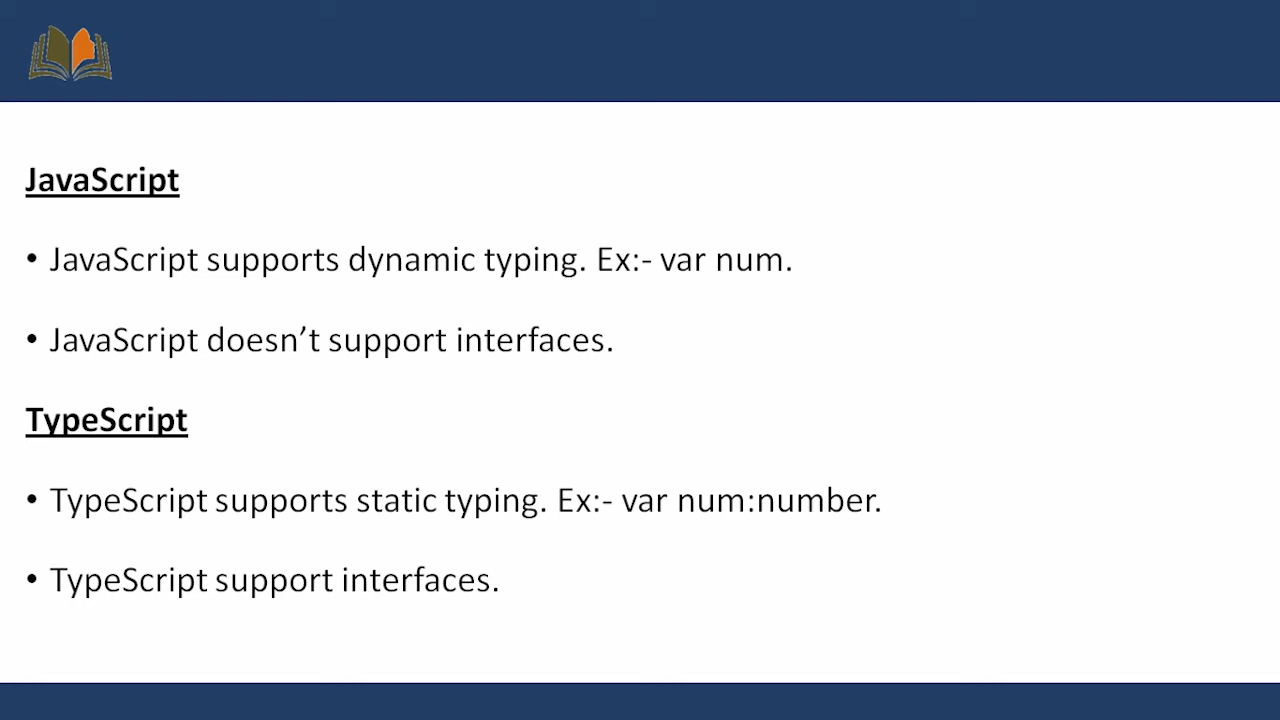 JavaScript
• JavaScript supports dynamic typing. Ex:- var num.
• JavaScript doesn’t support interfaces.
TypeScript
• TypeScript supports static typing. Ex:- var num:number.
• TypeScript support interfaces.